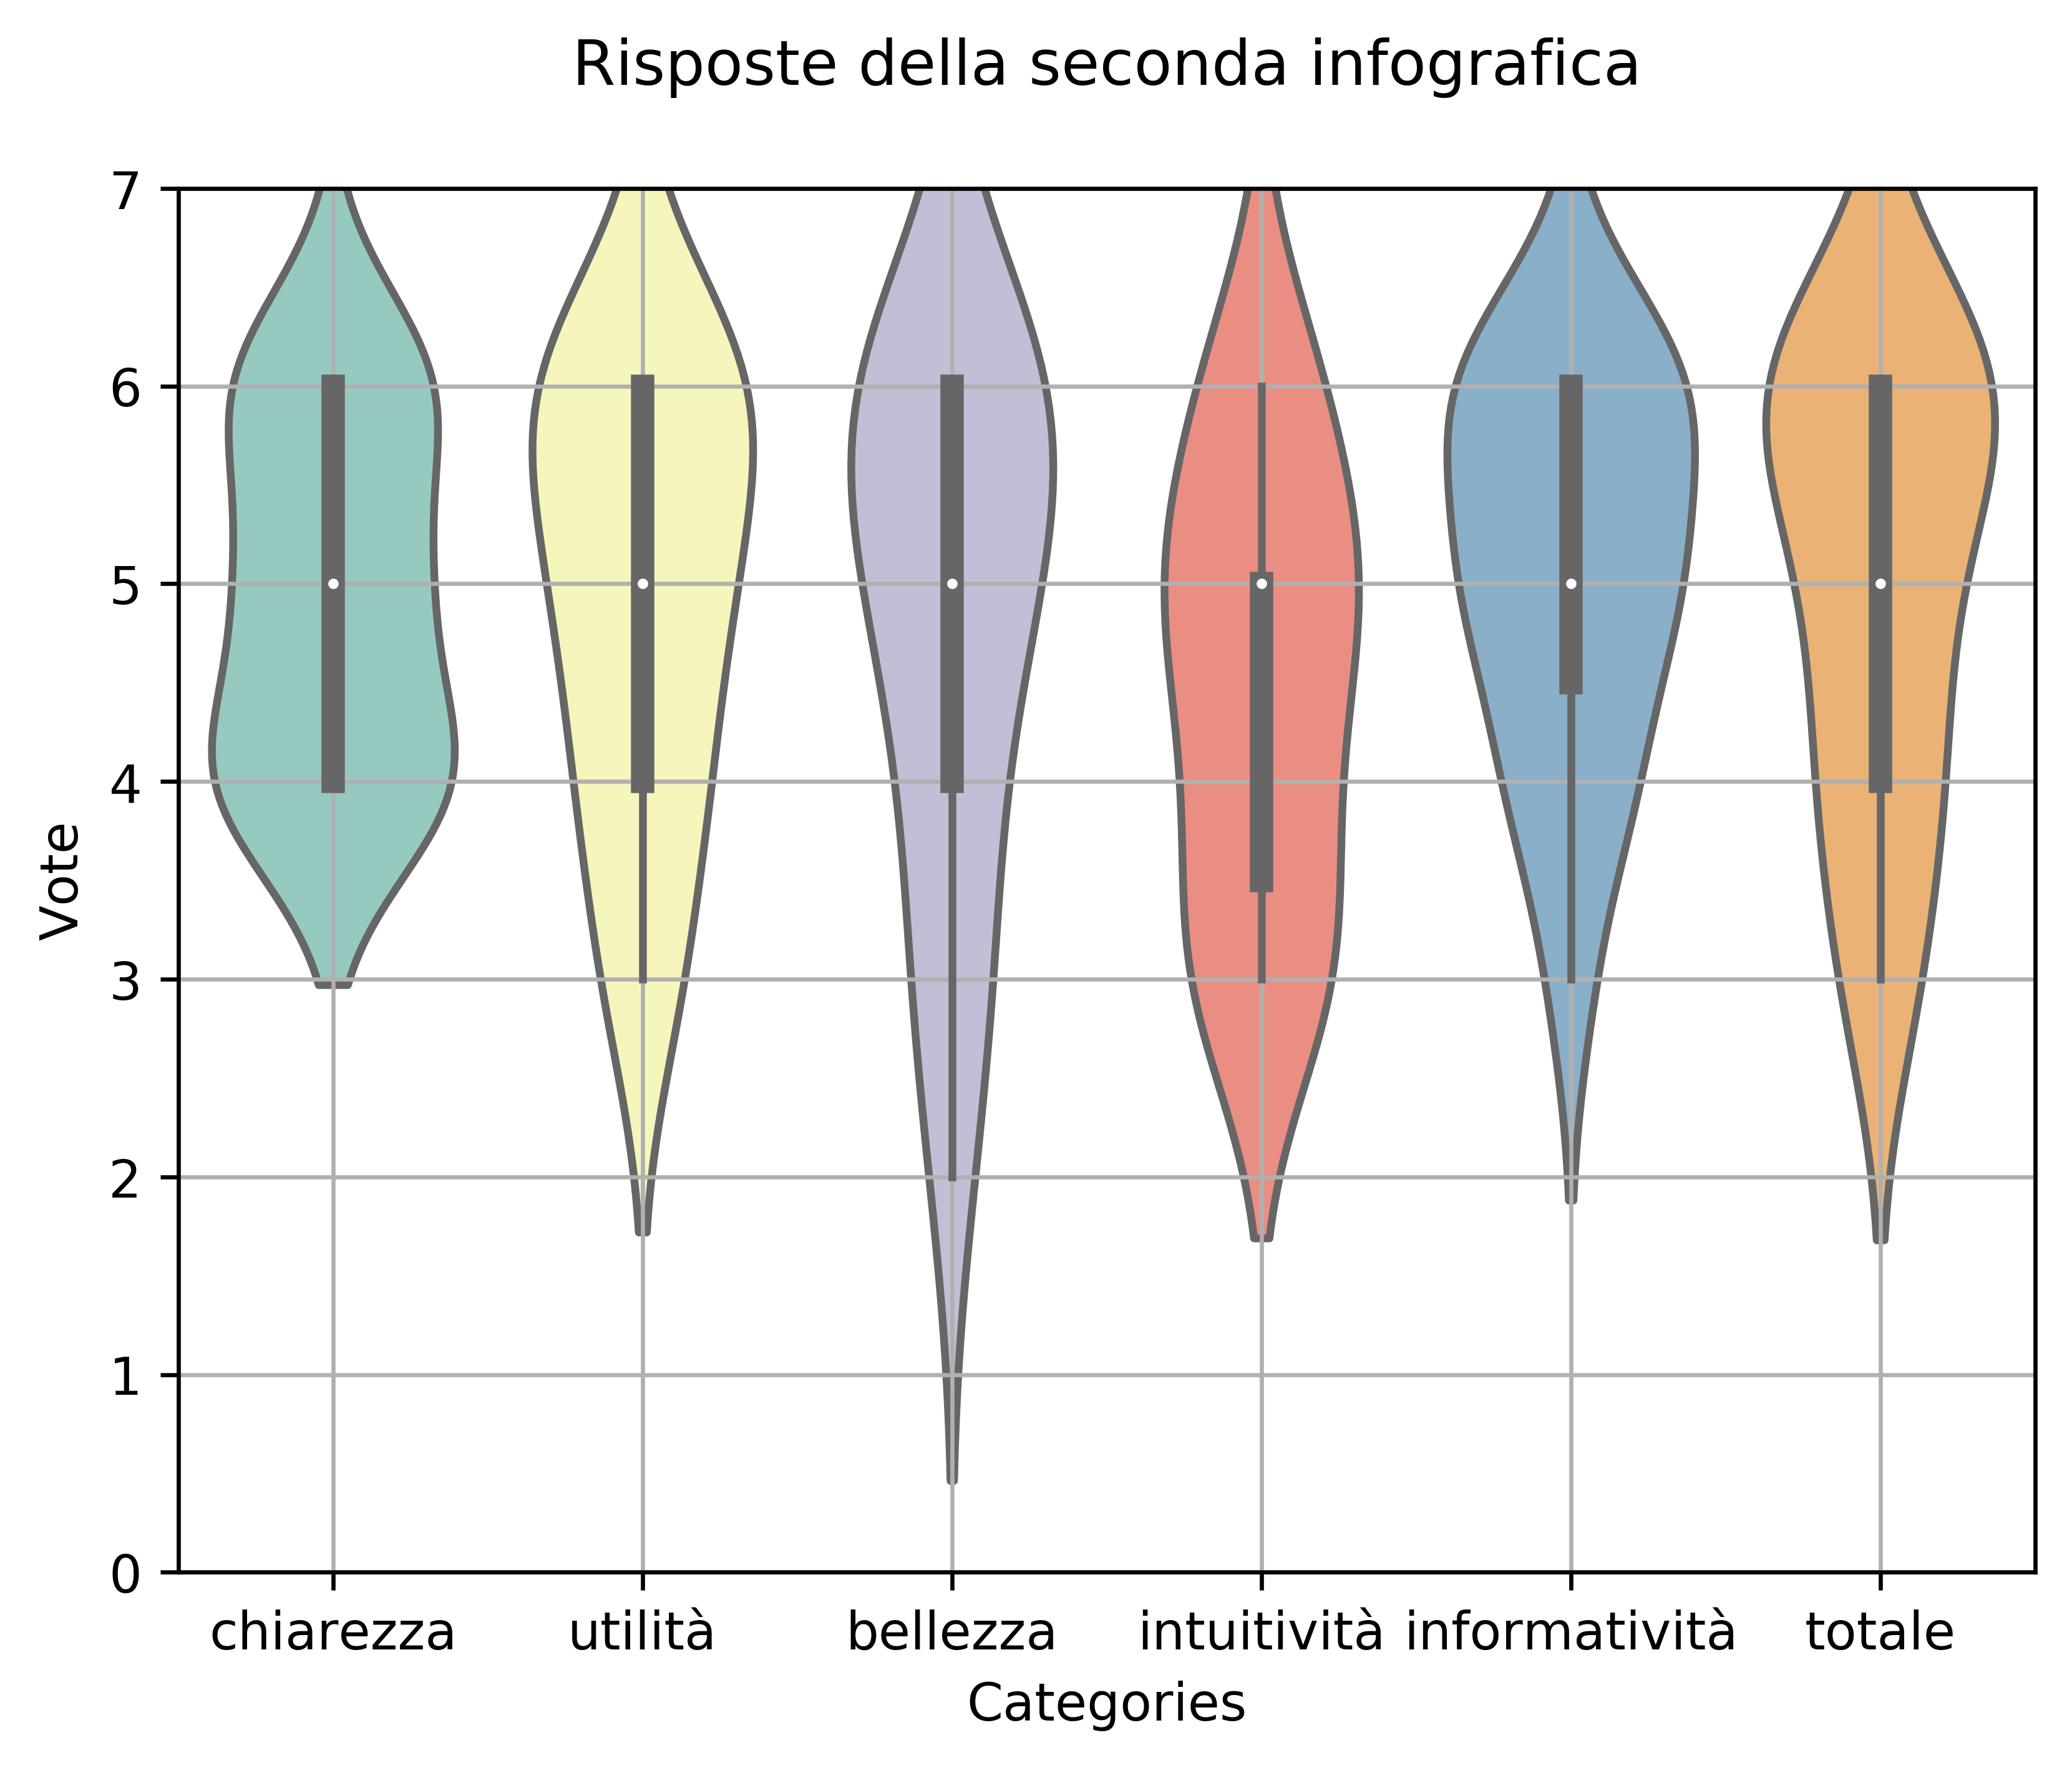 Risposte della seconda infografica
7
6
5
4
3
2
1
0
Vote
chiarezza utilità bellezza intuitività informatività totale
Categories